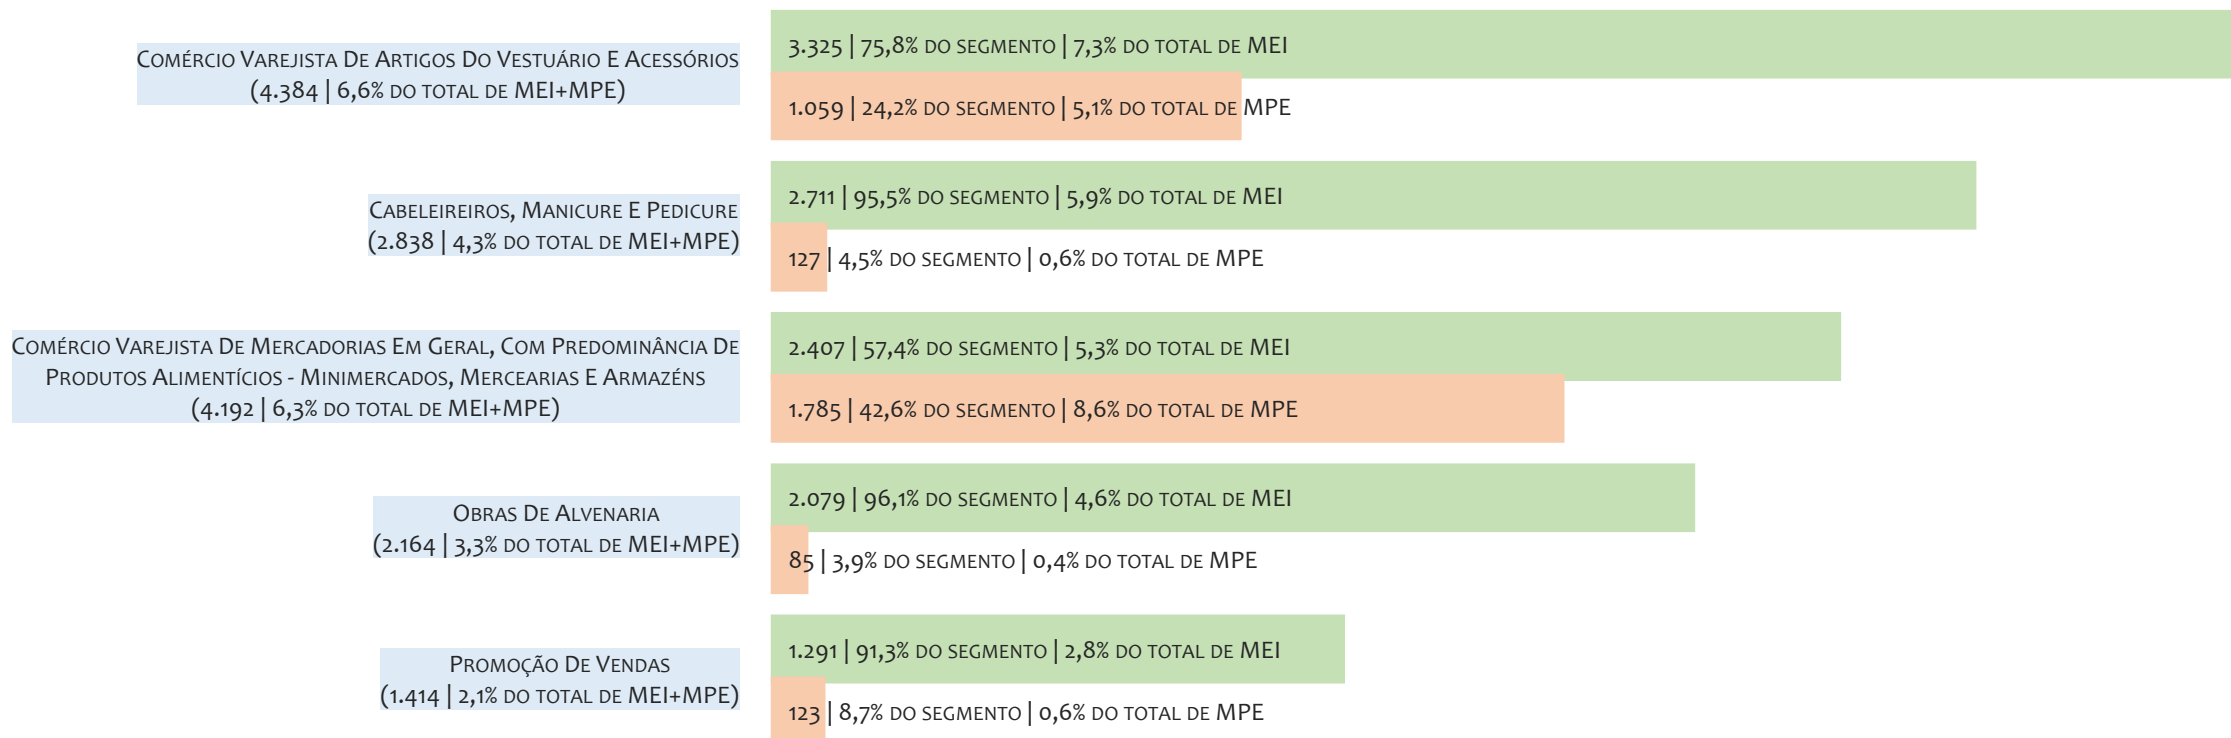 Comércio Varejista De Artigos Do Vestuário E Acessórios
(4.384 | 6,6% do total de MEI+MPE)
3.325 | 75,8% do segmento | 7,3% do total de MEI
1.059 | 24,2% do segmento | 5,1% do total de MPE
Cabeleireiros, Manicure E Pedicure
(2.838 | 4,3% do total de MEI+MPE)
2.711 | 95,5% do segmento | 5,9% do total de MEI
127 | 4,5% do segmento | 0,6% do total de MPE
Comércio Varejista De Mercadorias Em Geral, Com Predominância De
Produtos Alimentícios - Minimercados, Mercearias E Armazéns
(4.192 | 6,3% do total de MEI+MPE)
2.407 | 57,4% do segmento | 5,3% do total de MEI
1.785 | 42,6% do segmento | 8,6% do total de MPE
Obras De Alvenaria
(2.164 | 3,3% do total de MEI+MPE)
2.079 | 96,1% do segmento | 4,6% do total de MEI
85 | 3,9% do segmento | 0,4% do total de MPE
Promoção De Vendas
(1.414 | 2,1% do total de MEI+MPE)
1.291 | 91,3% do segmento | 2,8% do total de MEI
123 | 8,7% do segmento | 0,6% do total de MPE